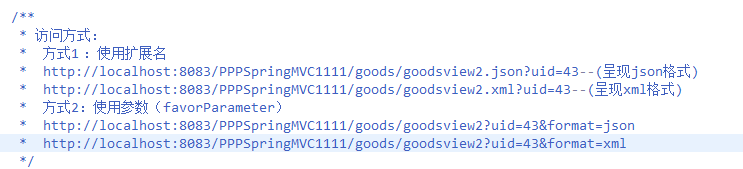 /**
* 访问方式：
* 方式1 ：使用扩展名
* http://localhost:8083/PPPSpringMVC1111/goods/goodsview2.json?uid=43--(呈现json格式)
* http://localhost:8083/PPPSpringMVC1111/goods/goodsview2.xml?uid=43--(呈现xml格式)
* 方式2：使用参数（favorParameter）
* http://localhost:8083/PPPSpringMVC1111/goods/goodsview2?uid=43&format=json
* http://localhost:8083/PPPSpringMVC1111/goods/goodsview2?uid=43&format=xml
*/